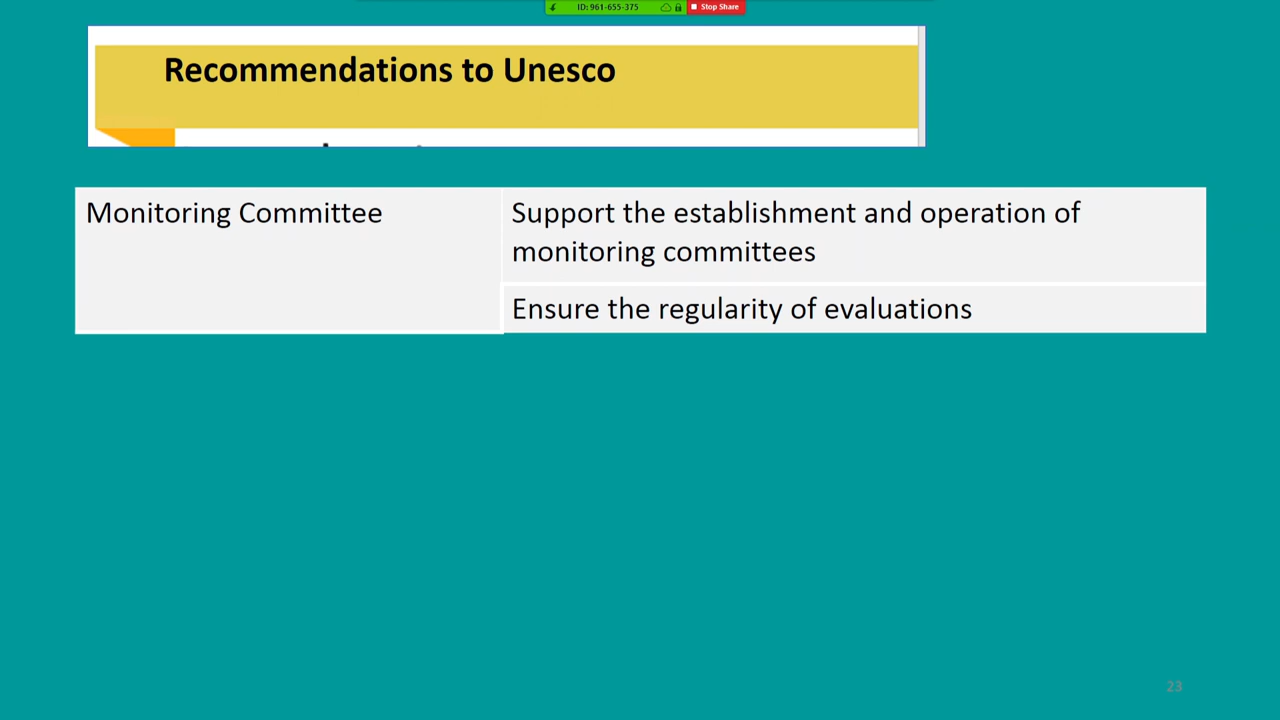 ID: 961-655-375
Stop Share
Recommendations to Unesco
Monitoring Committee
Support the establishment and operation of
monitoring committees
Ensure the regularity of evaluations
23